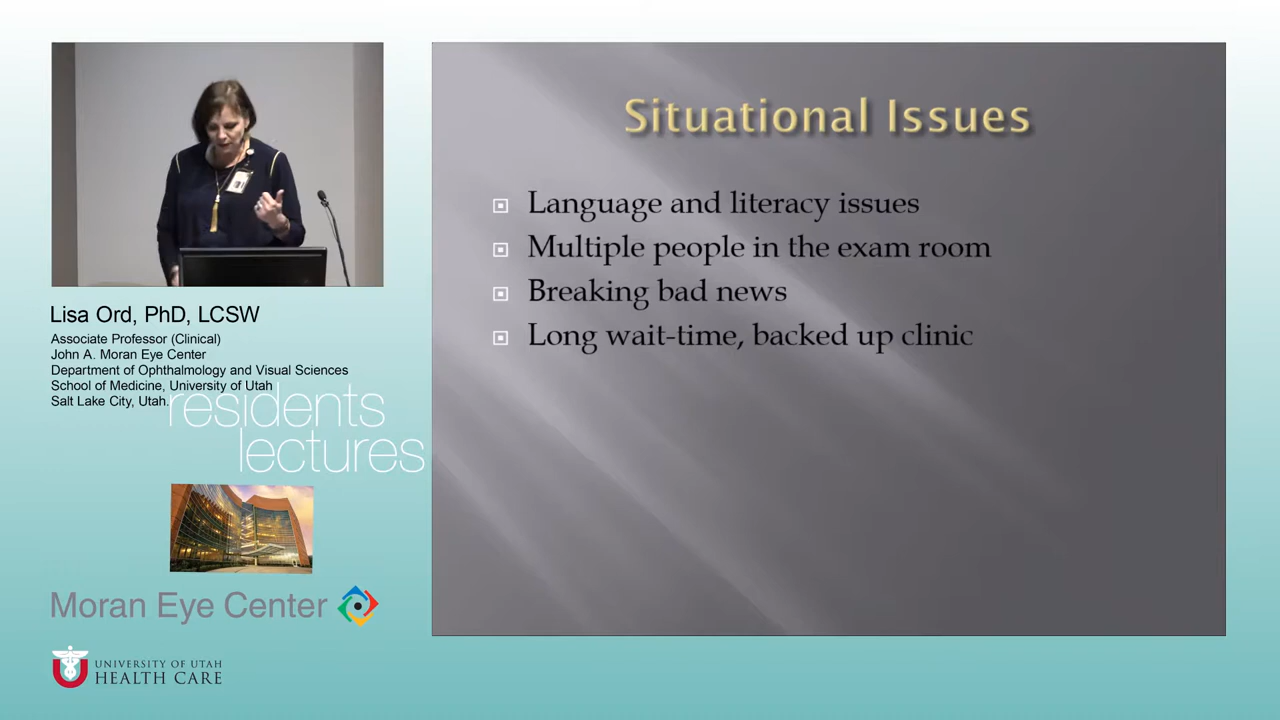 Lisa Ord, PhD, LCSW
Associate Professor (Clinical)
John A. Moran Eye Center
Department of Ophthalmology and Visual Sciences
School of Medicine, University of Utah
Salt Lake City, Utah.
residents
lectures
Moran Eye Center
UNIVERSITY OF UTAH
HEALTH CARE
Situational Issues
Language and literacy issues
Multiple people in the exam room
Breaking bad news
Long wait-time, backed up clinic